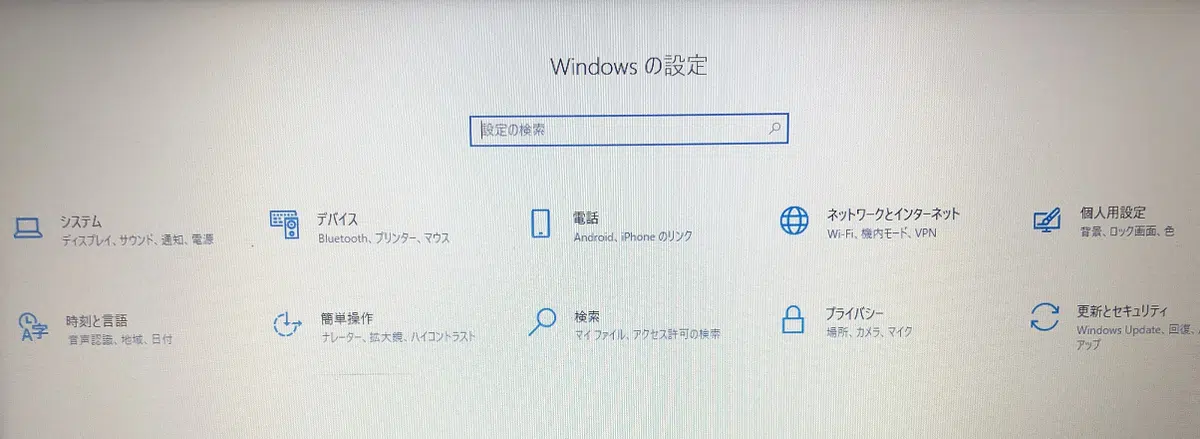 Windows の設定
設定の検索
システム
ディスプレイ、サウンド、通知、電源
デバイス
Bluetooth、プリンター、マウス
電話
Android、iPhone のリンク
ネットワークとインターネット
Wi-Fi、機内モード、VPN
個人用設定
背景、ロック画面、色
時刻と言語
音声認識、地域、日付
簡単操作
ナレーター、拡大鏡、ハイコントラスト
検索
マイ ファイル、アクセス許可の検索
プライバシー
場所、カメラ、マイク
更新とセキュリティ
Windows Update、回復、
アップ